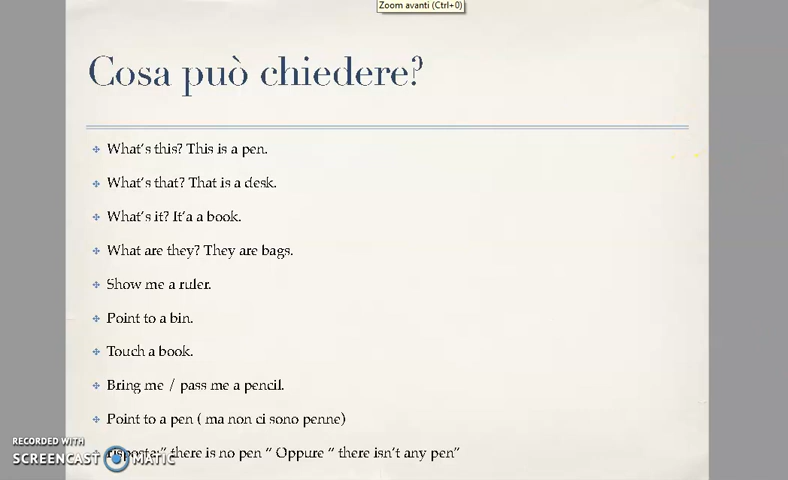 Zoom avanti (Ctrl+0)
Cosa può chiedere?
What's this? This is a pen.
What's that? That is a desk.
What's it? It'a a book.
What are they? They are bags.
Show me a ruler.
Point to a bin.
Touch a book.
Bring me / pass me a pencil.
Point to a pen ( ma non ci sono penne)
risposta:" there is no pen " Oppure " there isn't any pen"
RECORDED WITH
SCREENCAST MATIC